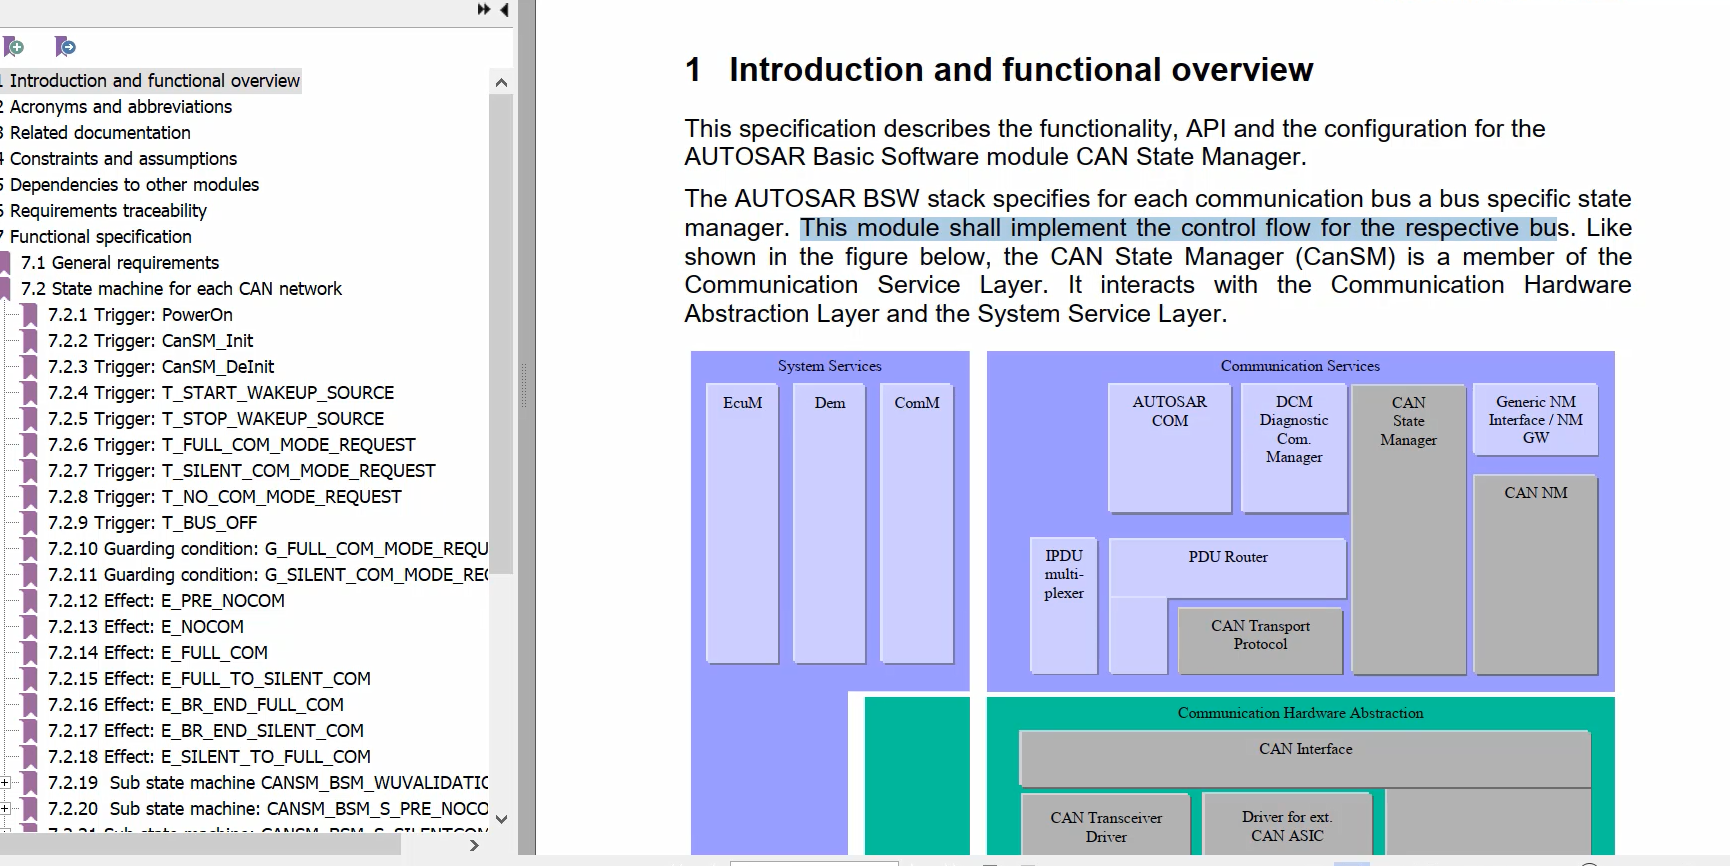 1 Introduction and functional overview
2 Acronyms and abbreviations
3 Related documentation
4 Constraints and assumptions
5 Dependencies to other modules
6 Requirements traceability
7 Functional specification
7.1 General requirements
7.2 State machine for each CAN network
7.2.1 Trigger: PowerOn
7.2.2 Trigger: CanSM_Init
7.2.3 Trigger: CanSM_DeInit
7.2.4 Trigger: T_START_WAKEUP_SOURCE
7.2.5 Trigger: T_STOP_WAKEUP_SOURCE
7.2.6 Trigger: T_FULL_COM_MODE_REQUEST
7.2.7 Trigger: T_SILENT_COM_MODE_REQUEST
7.2.8 Trigger: T_NO_COM_MODE_REQUEST
7.2.9 Trigger: T_BUS_OFF
7.2.10 Guarding condition: G_FULL_COM_MODE_REQU
7.2.11 Guarding condition: G_SILENT_COM_MODE_REC
7.2.12 Effect: E_PRE_NOCOM
7.2.13 Effect: E_NOCOM
7.2.14 Effect: E_FULL_COM
7.2.15 Effect: E_FULL_TO_SILENT_COM
7.2.16 Effect: E_BR_END_FULL_COM
7.2.17 Effect: E_BR_END_SILENT_COM
7.2.18 Effect: E_SILENT_TO_FULL_COM
7.2.19 Sub state machine CANSM_BSM_WUVALIDATIC
7.2.20 Sub state machine: CANSM_BSM_S_PRE_NOCO
7.2.21 Sub state machine: CANSM_BSM_S_SILENTCOM
1 Introduction and functional overview
This specification describes the functionality, API and the configuration for the
AUTOSAR Basic Software module CAN State Manager.
The AUTOSAR BSW stack specifies for each communication bus a bus specific state
manager. This module shall implement the control flow for the respective bus. Like
shown in the figure below, the CAN State Manager (CanSM) is a member of the
Communication Service Layer. It interacts with the Communication Hardware
Abstraction Layer and the System Service Layer.
System Services
EcuM
Dem
ComM
Communication Services
AUTOSAR
COM
DCM
Diagnostic
Com.
Manager
CAN
State
Manager
Generic NM
Interface / NM
GW
CAN NM
IPDU
multi-
plexer
PDU Router
CAN Transport
Protocol
Communication Hardware Abstraction
CAN Interface
CAN Transceiver
Driver
Driver for ext.
CAN ASIC